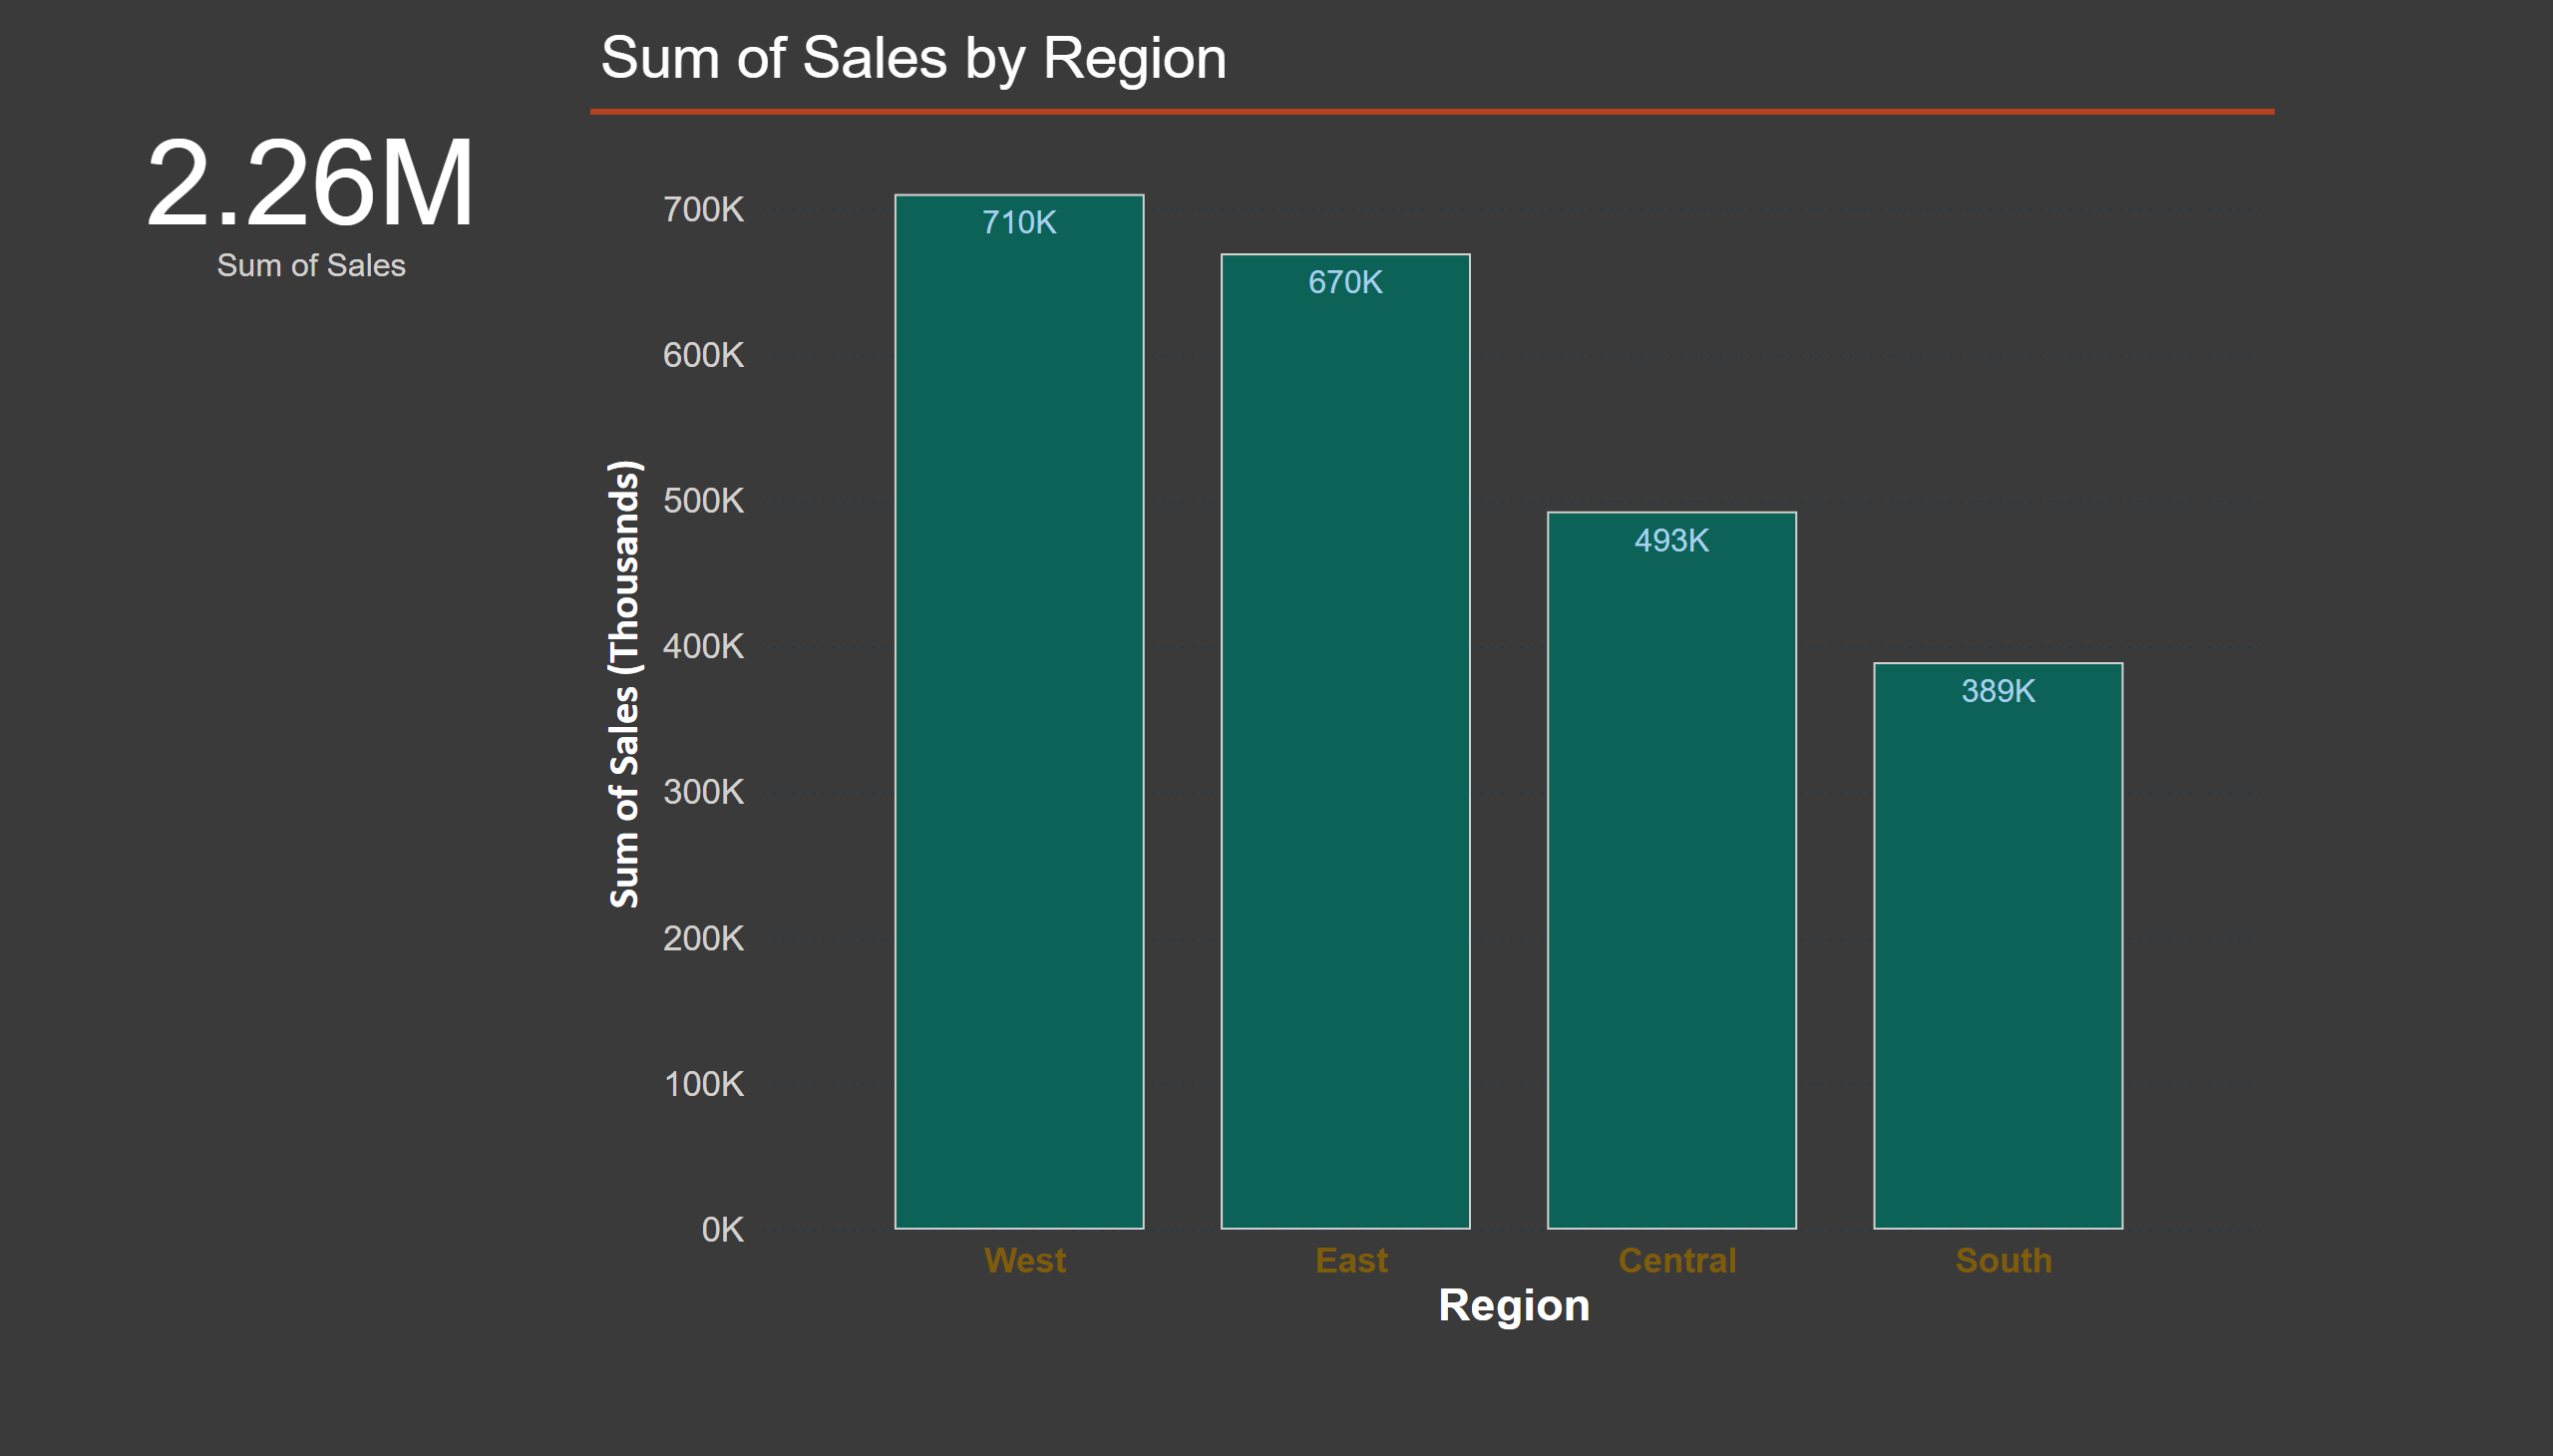 Sum of Sales by Region
2.26M
Sum of Sales
Sum of Sales (Thousands)
700K
600K
500K
400K
300K
200K
100K
0K
710K
670K
493K
389K
West
East
Central
South
Region